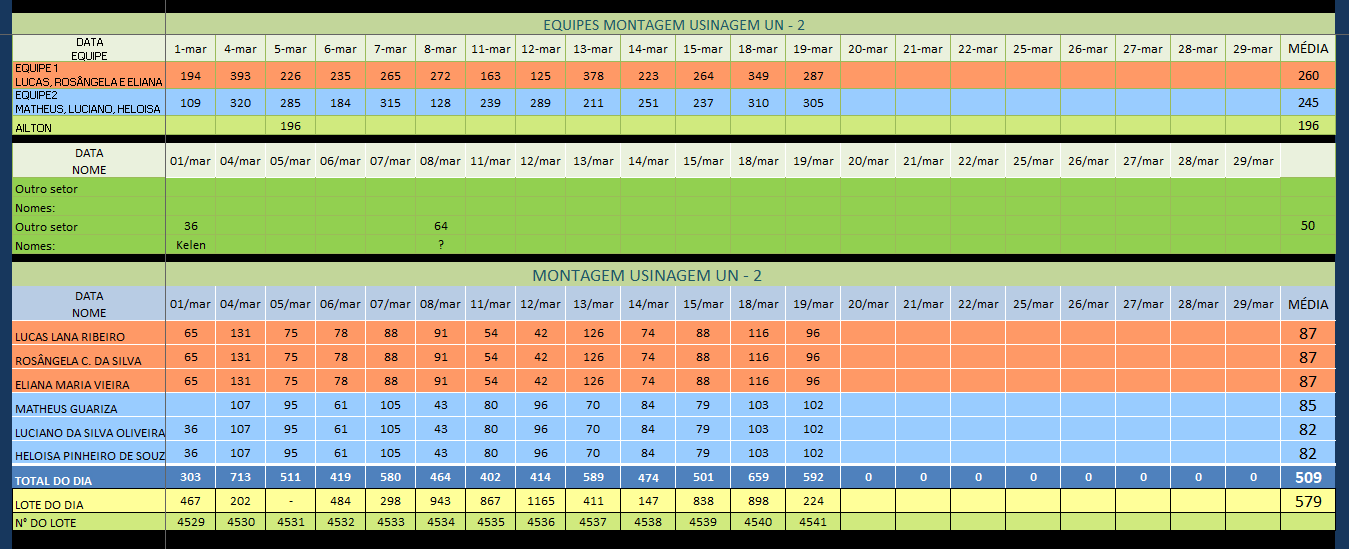 EQUIPES MONTAGEM USINAGEM UN - 2
DATA
EQUIPE
1-mar 4-mar 5-mar 6-mar 7-mar 8-mar 11-mar 12-mar 13-mar 14-mar 15-mar 18-mar 19-mar 20-mar 21-mar 22-mar 25-mar 26-mar 27-mar 28-mar 29-mar MÉDIA
EQUIPE 1
LUCAS, ROSÂNGELA E ELIANA 194 393 226 235 265 272 163 125 378 223 264 349 287 260
EQUIPE2
MATHEUS, LUCIANO, HELOISA 109 320 285 184 315 128 239 289 211 251 237 310 305 245
AILTON 196 196
DATA
NOME
01/mar 04/mar 05/mar 06/mar 07/mar 08/mar 11/mar 12/mar 13/mar 14/mar 15/mar 18/mar 19/mar 20/mar 21/mar 22/mar 25/mar 26/mar 27/mar 28/mar 29/mar
Outro setor
Nomes:
Outro setor 36 64 50
Nomes: Kelen ?
MONTAGEM USINAGEM UN - 2
DATA
NOME
01/mar 04/mar 05/mar 06/mar 07/mar 08/mar 11/mar 12/mar 13/mar 14/mar 15/mar 18/mar 19/mar 20/mar 21/mar 22/mar 25/mar 26/mar 27/mar 28/mar 29/mar MÉDIA
LUCAS LANA RIBEIRO 65 131 75 78 88 91 54 42 126 74 88 116 96 87
ROSÂNGELA C. DA SILVA 65 131 75 78 88 91 54 42 126 74 88 116 96 87
ELIANA MARIA VIEIRA 65 131 75 78 88 91 54 42 126 74 88 116 96 87
MATHEUS GUARIZA 107 95 61 105 43 80 96 70 84 79 103 102 85
LUCIANO DA SILVA OLIVEIRA 36 107 95 61 105 43 80 96 70 84 79 103 102 82
HELOISA PINHEIRO DE SOUZ 36 107 95 61 105 43 80 96 70 84 79 103 102 82
TOTAL DO DIA 303 713 511 419 580 464 402 414 589 474 501 659 592 0 0 0 0 0 0 0 0 509
LOTE DO DIA 467 202 - 484 298 943 867 1165 411 147 838 898 224 579
N° DO LOTE 4529 4530 4531 4532 4533 4534 4535 4536 4537 4538 4539 4540 4541